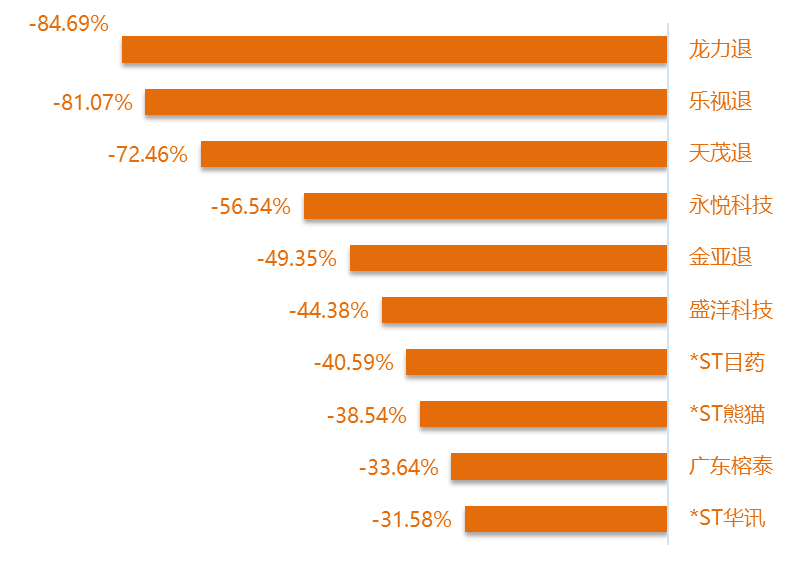 -84.69% 龙力退
-81.07% 乐视退
-72.46% 天茂退
-56.54% 永悦科技
-49.35% 金亚退
-44.38% 盛洋科技
-40.59% *ST目药
-38.54% *ST熊猫
-33.64% 广东榕泰
-31.58% *ST华讯